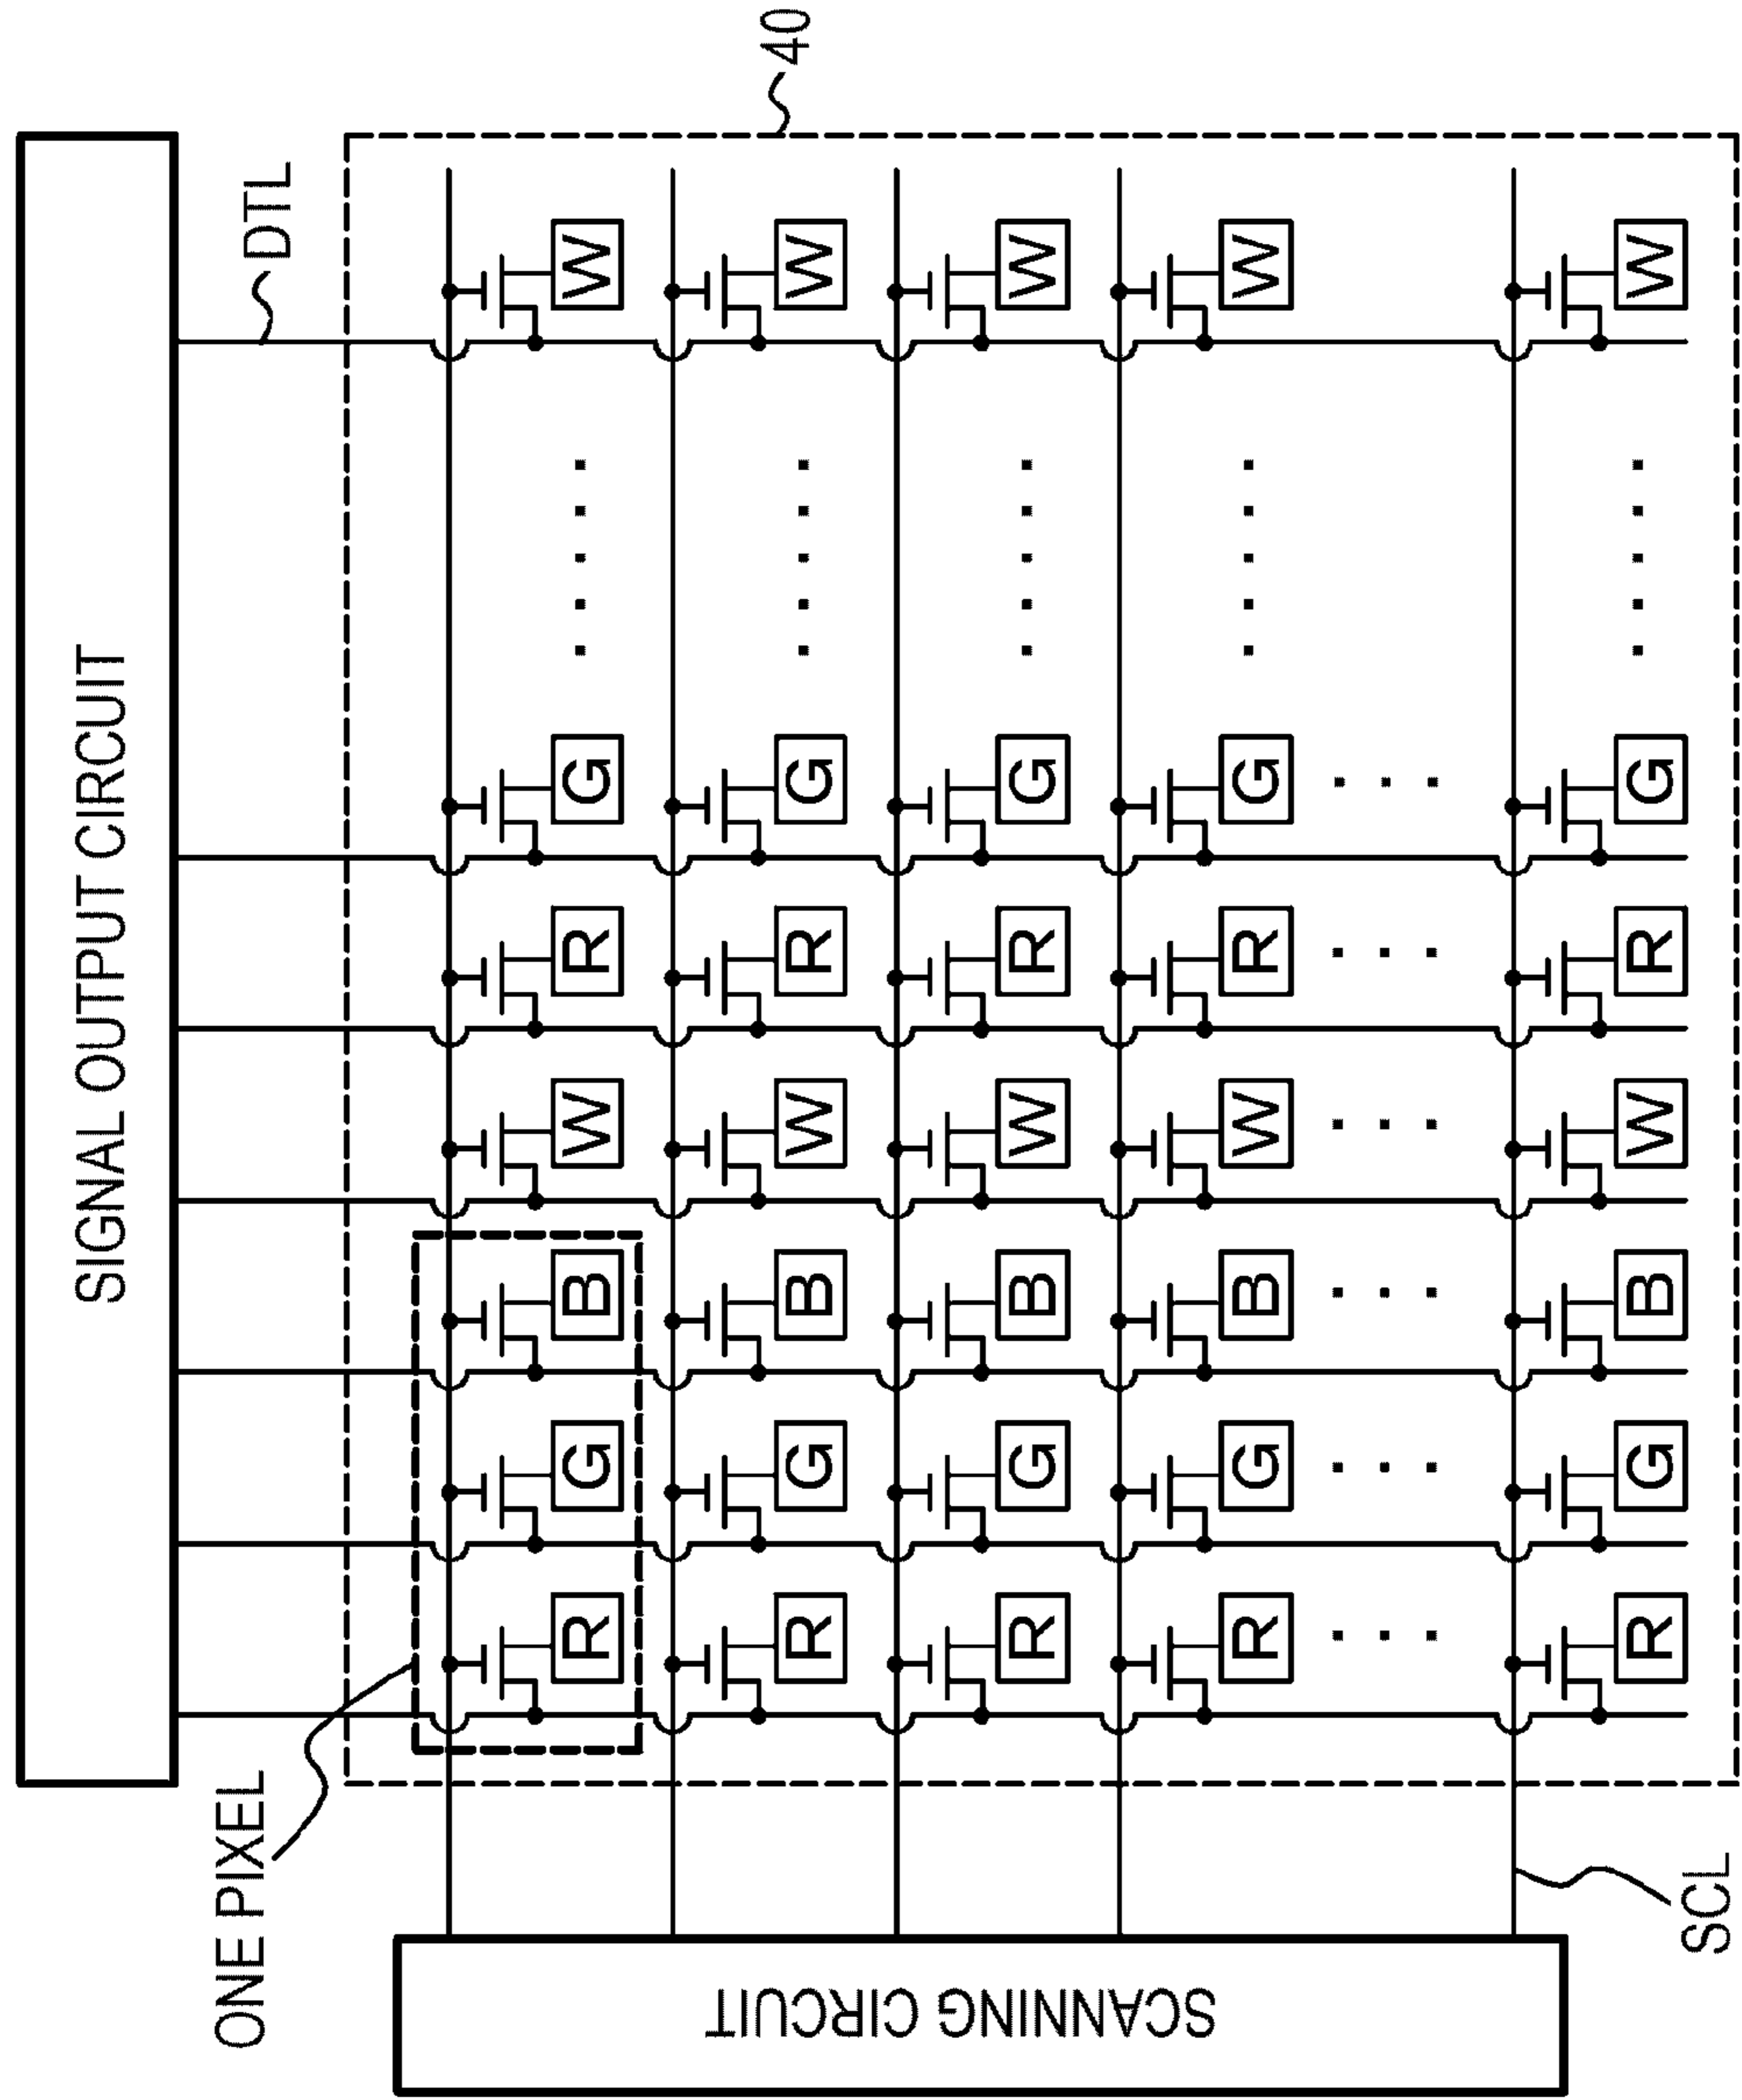 SIGNAL OUTPUT CIRCUIT
ONE PIXEL
DTL
R G B W R G . . . . . W
40
R G B W R G . . . . . W
SCANNING CIRCUIT
R G B W R G . . . . . W
R G B W R G . . . . . W
R G B W R G . . . . . W
SCL